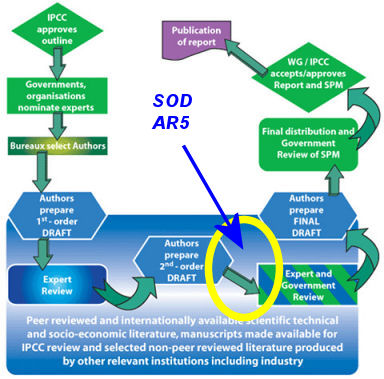 IPCC
approves
outline
Governments,
organisations
nominate experts
Bureaux select Authors
Authors
prepare
1st - order
DRAFT
Expert
Review
Authors
prepare
2nd - order
DRAFT
SOD
AR5
Expert and
Government
Review
Authors
prepare
FINAL
DRAFT
Final distribution and
Government
Review of SPM
WG / IPCC
accepts/approves
Report and SPM
Publication
of report
Peer reviewed and internationally available scientific technical
and socio-economic literature, manuscripts made available for
IPCC review and selected non-peer reviewed literature produced
by other relevant institutions including industry